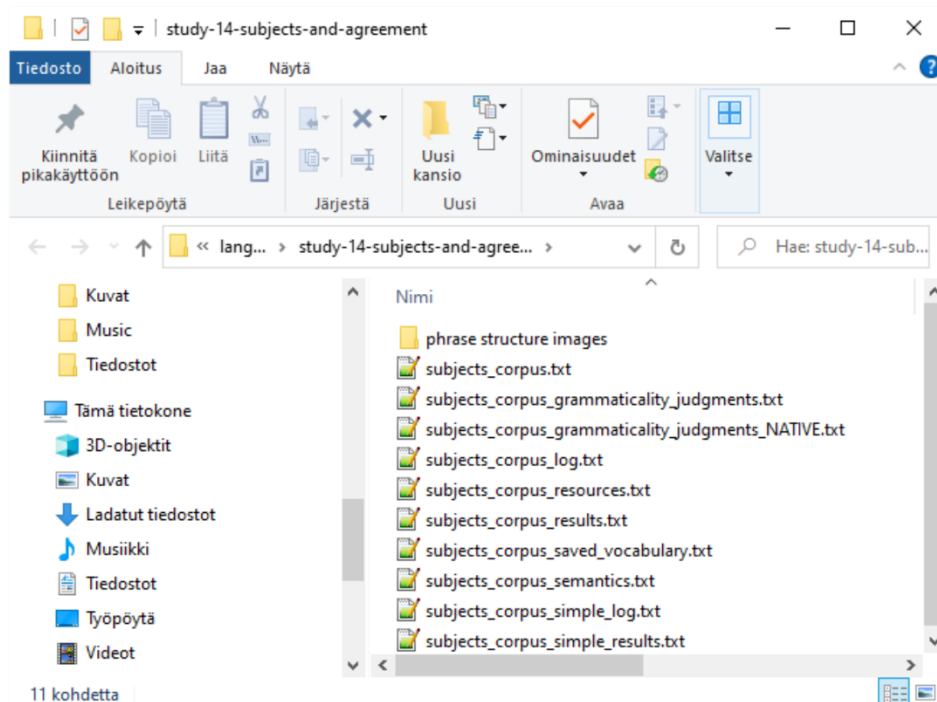 study-14-subjects-and-agreement
Tiedosto Aloitus Jaa Näytä
Kiinnitä pikakäyttöön
Kopioi
Liitä
Leikepöytä
Järjestä
Uusi kansio
Uusi
Ominaisuudet
Avaa
Valitse
« lang... › study-14-subjects-and-agree... ›
Hae: study-14-sub...
Kuvat
Music
Tiedostot
Tämä tietokone
3D-objektit
Kuvat
Ladatut tiedostot
Musiikki
Tiedostot
Työpöytä
Videot
Nimi
phrase structure images
subjects_corpus.txt
subjects_corpus_grammaticality_judgments.txt
subjects_corpus_grammaticality_judgments_NATIVE.txt
subjects_corpus_log.txt
subjects_corpus_resources.txt
subjects_corpus_results.txt
subjects_corpus_saved_vocabulary.txt
subjects_corpus_semantics.txt
subjects_corpus_simple_log.txt
subjects_corpus_simple_results.txt
11 kohdetta